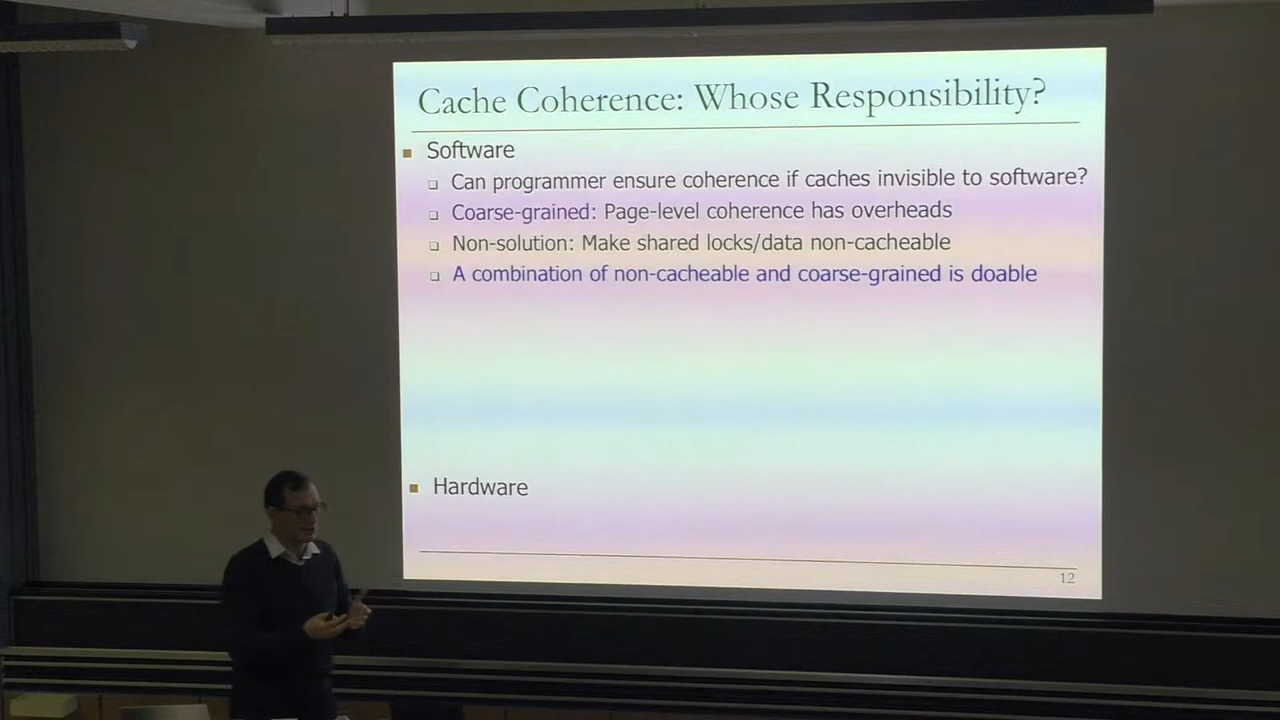 Cache Coherence: Whose Responsibility?
Software
Can programmer ensure coherence if caches invisible to software?
Coarse-grained: Page-level coherence has overheads
Non-solution: Make shared locks/data non-cacheable
A combination of non-cacheable and coarse-grained is doable
Hardware
12